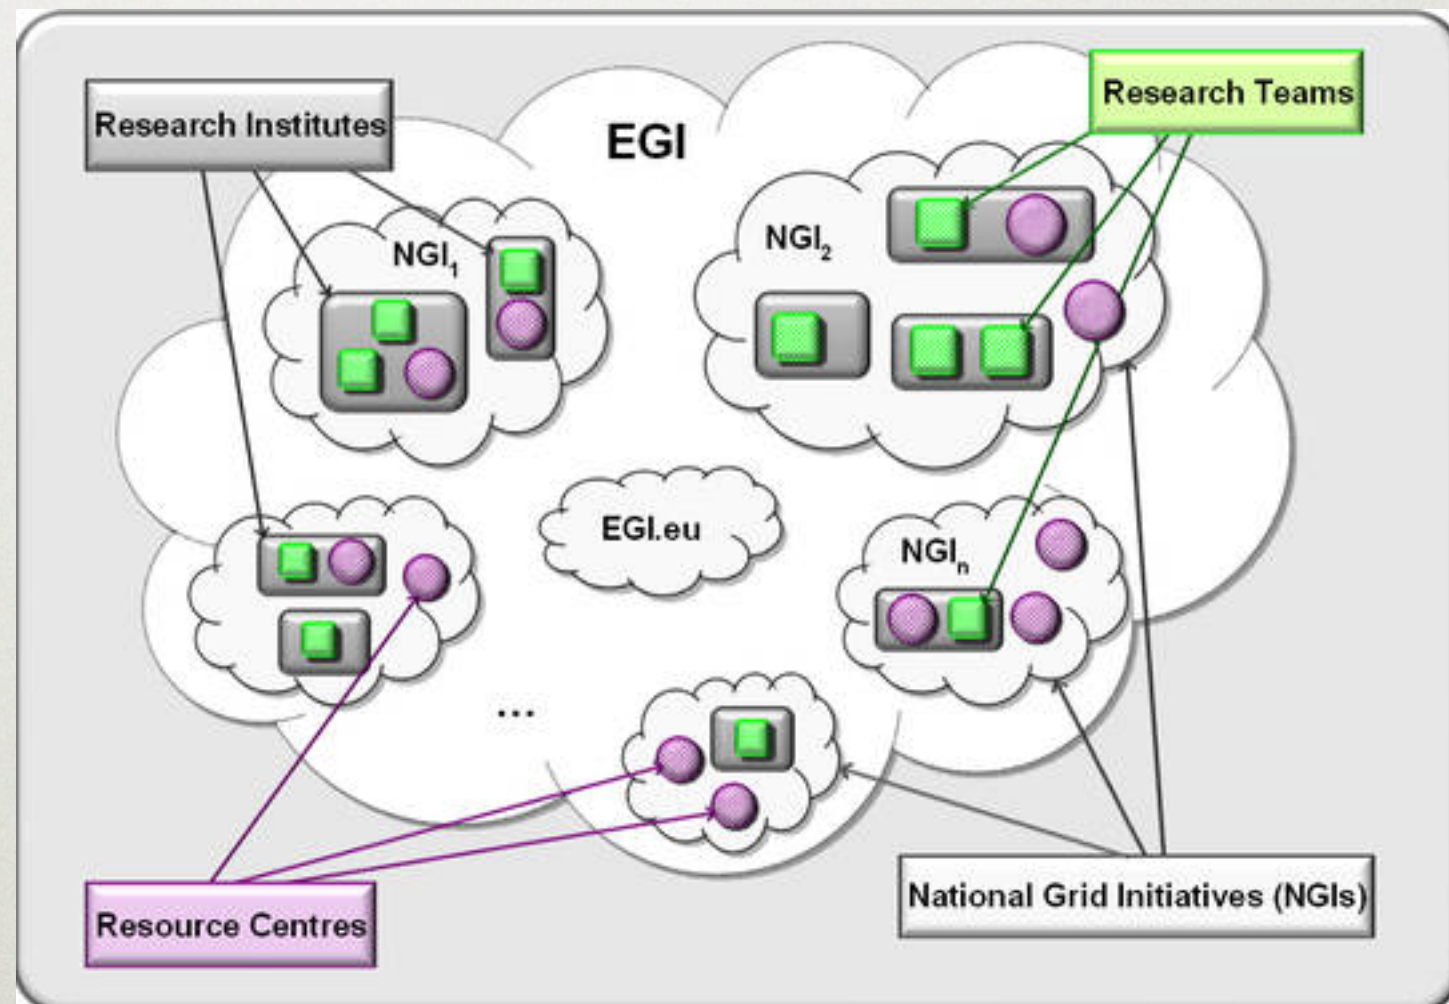 Research Institutes
Research Teams
EGI
NGI₁
NGI₂
EGI.eu
NGIₙ
...
Resource Centres
National Grid Initiatives (NGIs)